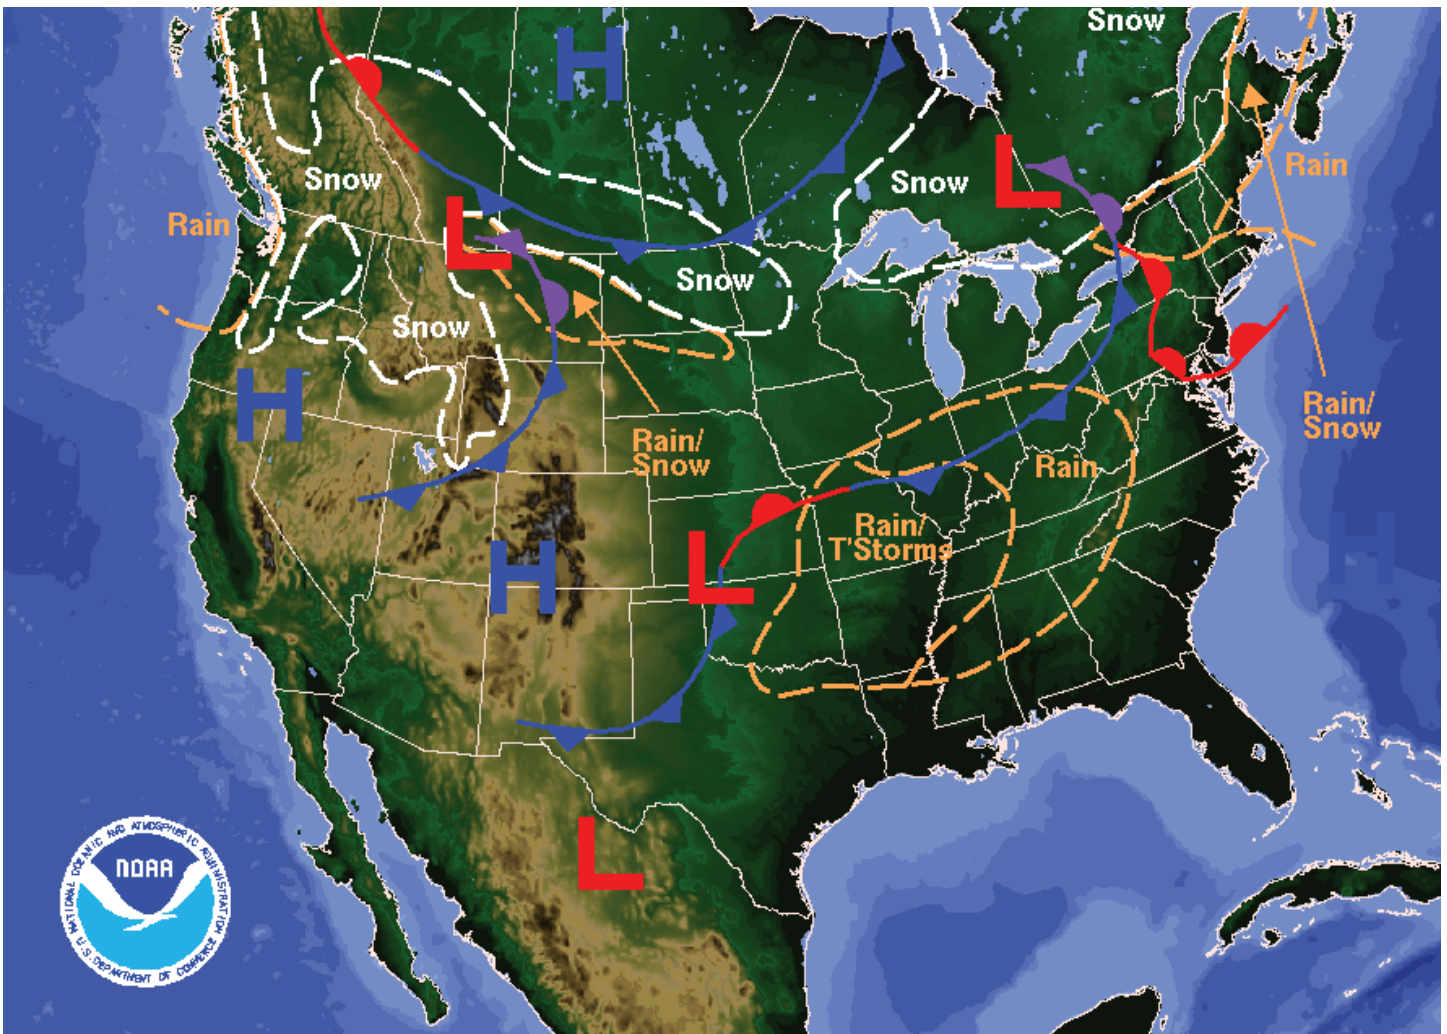 Snow
H
Snow
L
Snow
Rain
Rain
L
Snow
Snow
H
Rain/
Snow
Rain/
Snow
Rain
H
L
Rain/
T'Storms
H
L
NATIONAL OCEANIC AND ATMOSPHERIC ADMINISTRATION
NOAA
U.S. DEPARTMENT OF COMMERCE